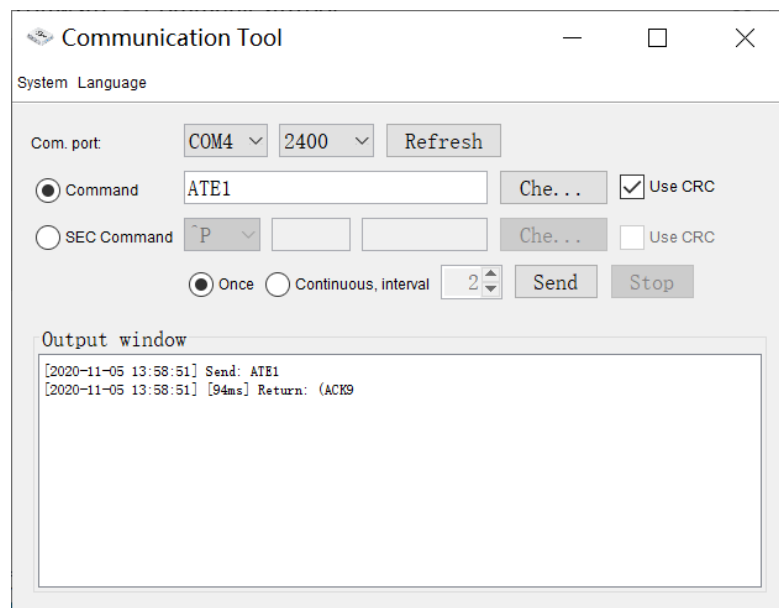 Communication Tool
System Language
Com. port: COM4 2400 Refresh
Command ATE1 Che... Use CRC
SEC Command ^P Che... Use CRC
Once Continuous, interval 2 Send Stop
Output window
[2020-11-05 13:58:51] Send: ATE1
[2020-11-05 13:58:51] [94ms] Return: (ACK9